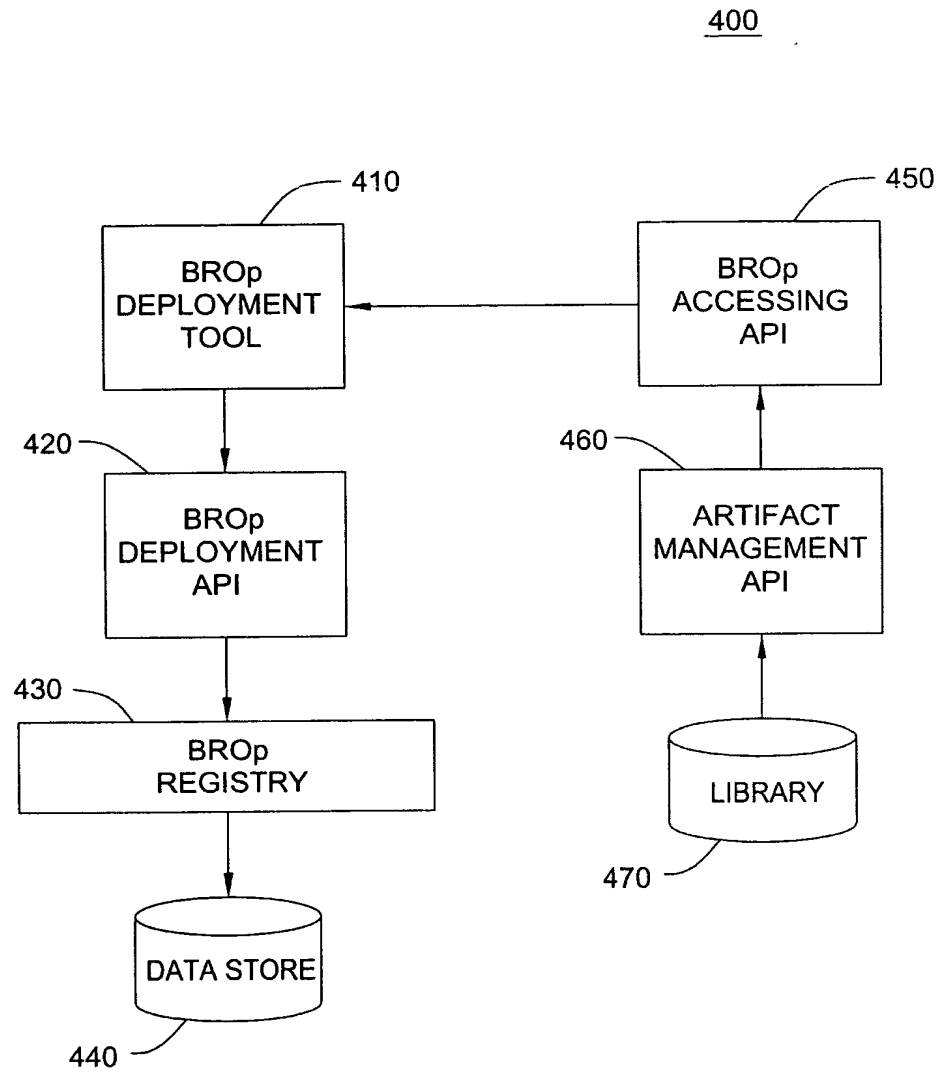 400
410
BROp
DEPLOYMENT
TOOL
450
BROp
ACCESSING
API
420
BROp
DEPLOYMENT
API
460
ARTIFACT
MANAGEMENT
API
430
BROp
REGISTRY
LIBRARY
470
DATA STORE
440